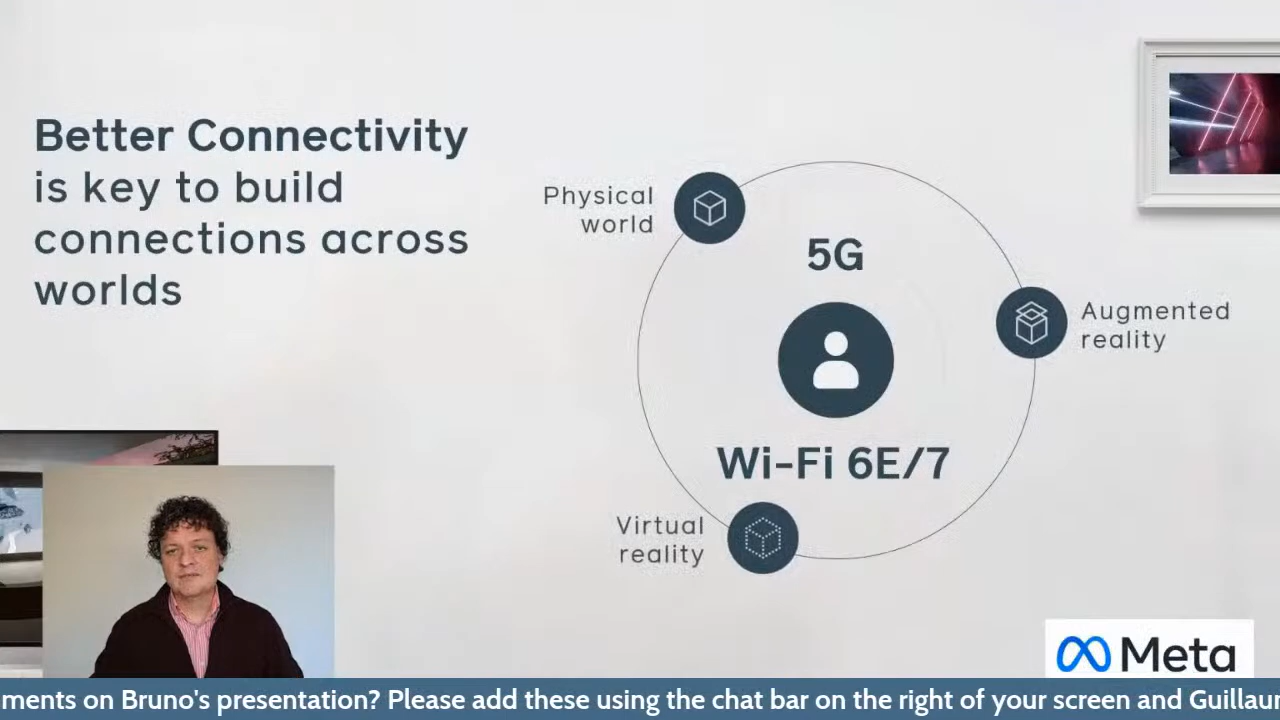 Better Connectivity
is key to build
connections across
worlds
Physical
world
5G
Augmented
reality
Wi-Fi 6E/7
Virtual
reality
Meta
ments on Bruno's presentation? Please add these using the chat bar on the right of your screen and Guillau